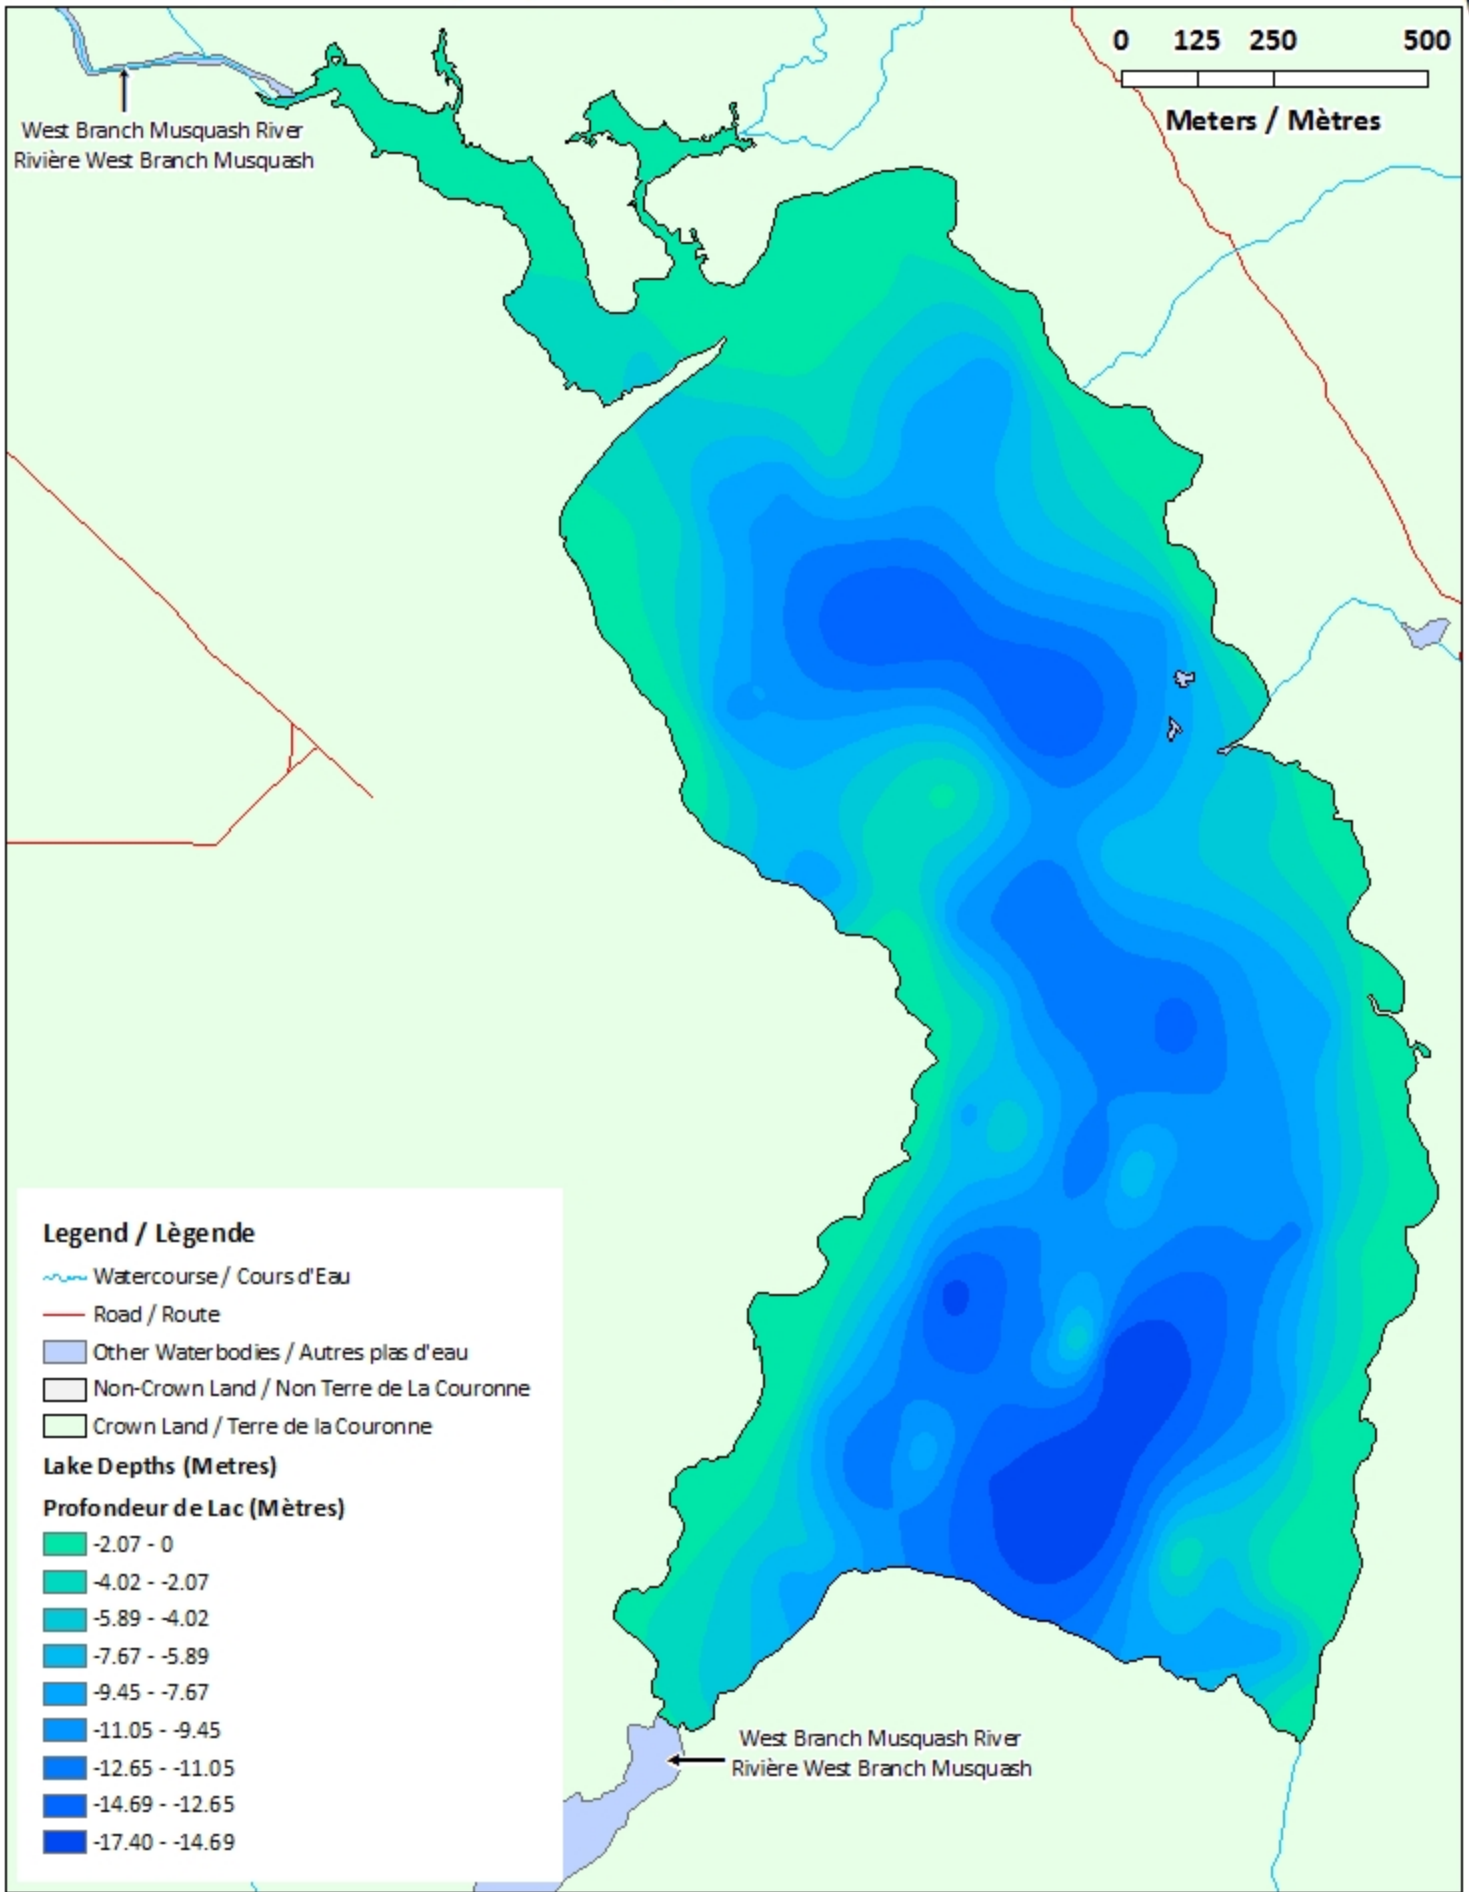 0 125 250 500
Meters / Mètres
West Branch Musquash River
Rivière West Branch Musquash
Legend / Lègende
Watercourse / Cours d'Eau
Road / Route
Other Waterbodies / Autres plas d'eau
Non-Crown Land / Non Terre de La Couronne
Crown Land / Terre de la Couronne
Lake Depths (Metres)
Profondeur de Lac (Mètres)
-2.07 - 0
-4.02 - -2.07
-5.89 - -4.02
-7.67 - -5.89
-9.45 - -7.67
-11.05 - -9.45
-12.65 - -11.05
-14.69 - -12.65
-17.40 - -14.69
West Branch Musquash River
Rivière West Branch Musquash